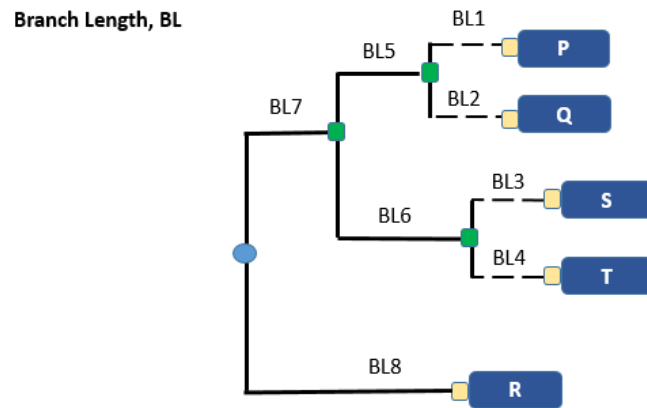 Branch Length, BL
BL1
P
BL5
BL2
Q
BL7
BL3
S
BL6
BL4
T
BL8
R